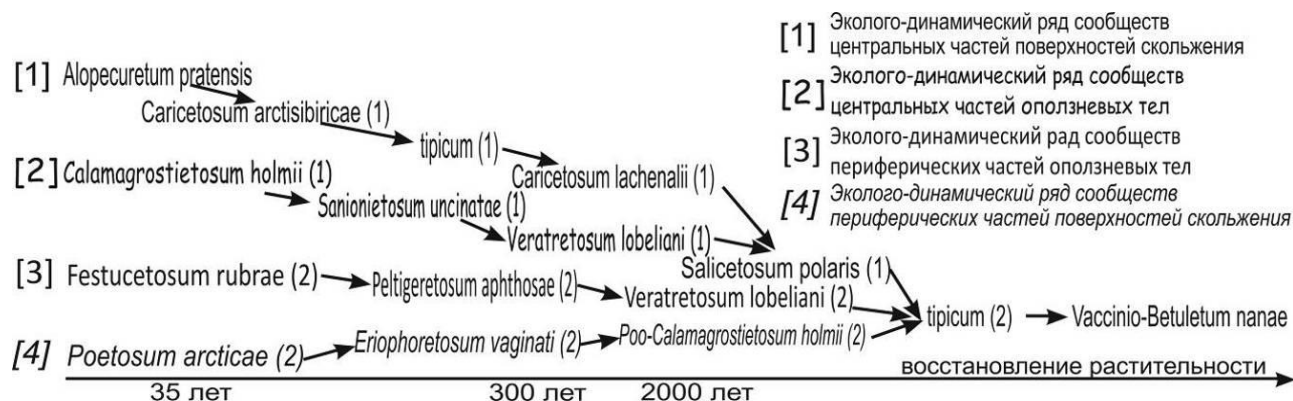 [1] Alopecuretum pratensis
Caricetosum arctisibiricae (1)
tipicum (1)
Caricetosum lachenalii (1)
[2] Calamagrostietosum holmii (1)
Sanionietosum uncinatae (1)
Veratretosum lobeliani (1)
Salicetosum polaris (1)
[3] Festucetosum rubrae (2)
Peltigeretosum aphthosae (2)
Veratretosum lobeliani (2)
tipicum (2)
Vaccinio-Betuletum nanae
[4] Poetosum arcticae (2)
Eriophoretosum vaginati (2)
Poo-Calamagrostietosum holmii (2)
восстановление растительности
35 лет
300 лет
2000 лет
[1] Эколого-динамический ряд сообществ
центральных частей поверхностей скольжения
[2] Эколого-динамический ряд сообществ
центральных частей оползневых тел
[3] Эколого-динамический рад сообществ
периферических частей оползневых тел
[4] Эколого-динамический ряд сообществ
периферических частей поверхностей скольжения